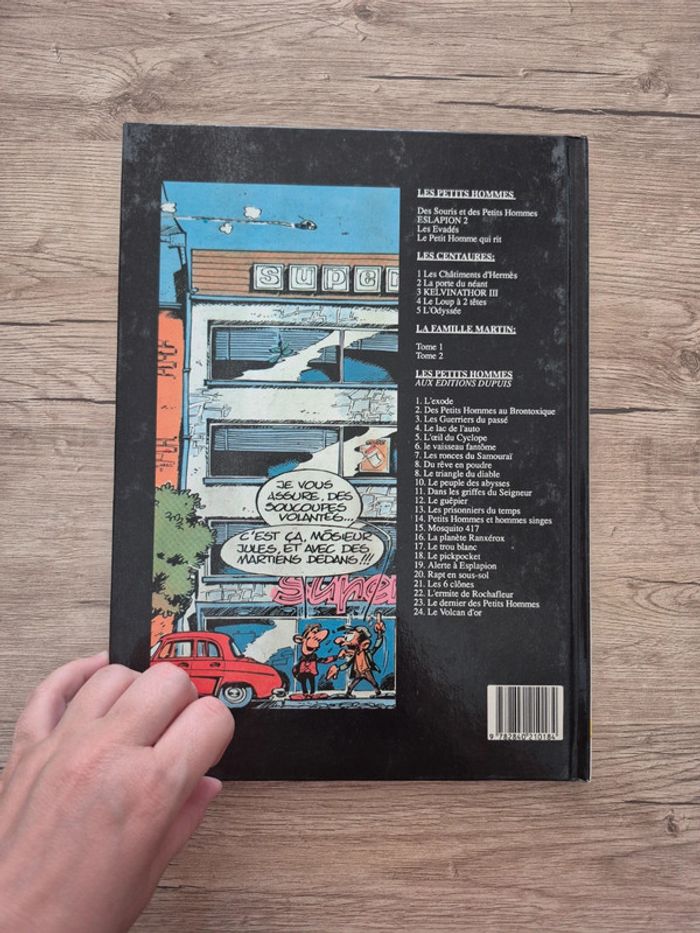 SUPER
JE VOUS
ASSURE, DES
SOUCOUPES
VOLANTES...
C'EST ÇA, MÔSIEUR
JULES, ET AVEC DES
MARTIENS DEDANS!!!
Super
LES PETITS HOMMES
Des Souris et des Petits Hommes
ESLAPION 2
Les Evadés
Le Petit Homme qui rit
LES CENTAURES:
1 Les Châtiments d'Hermès
2 La porte du néant
3 KELVINATHOR III
4 Le Loup à 2 têtes
5 L'Odyssée
LA FAMILLE MARTIN:
Tome 1
Tome 2
LES PETITS HOMMES
AUX EDITIONS DUPUIS
1. L'exode
2. Des Petits Hommes au Brontoxique
3. Les Guerriers du passé
4. Le lac de l'auto
5. L'œil du Cyclope
6. le vaisseau fantôme
7. Les ronces du Samouraï
8. Du rêve en poudre
8. Le triangle du diable
10. Le peuple des abysses
11. Dans les griffes du Seigneur
12. Le guêpier
13. Les prisonniers du temps
14. Petits Hommes et hommes singes
15. Mosquito 417
16. La planète Ranxérox
17. Le trou blanc
18. Le pickpocket
19. Alerte à Esplapion
20. Rapt en sous-sol
21. Les 6 clônes
22. L'ermite de Rochafleur
23. Le dernier des Petits Hommes
24. Le Volcan d'or
9 782840 210184